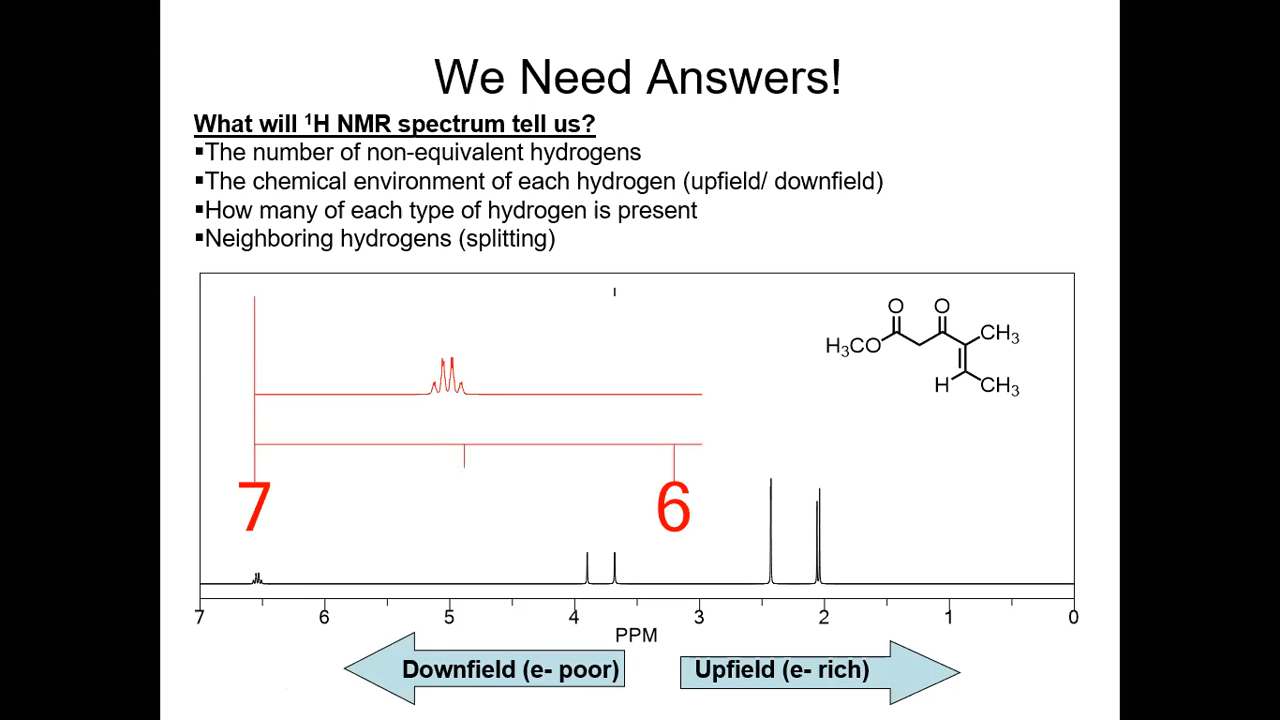 We Need Answers!
What will ¹H NMR spectrum tell us?
▪The number of non-equivalent hydrogens
▪The chemical environment of each hydrogen (upfield/ downfield)
▪How many of each type of hydrogen is present
▪Neighboring hydrogens (splitting)
O O
CH₃
H₃CO
H CH₃
7 6
7 6 5 4 3 2 1 0
PPM
Downfield (e- poor) Upfield (e- rich)